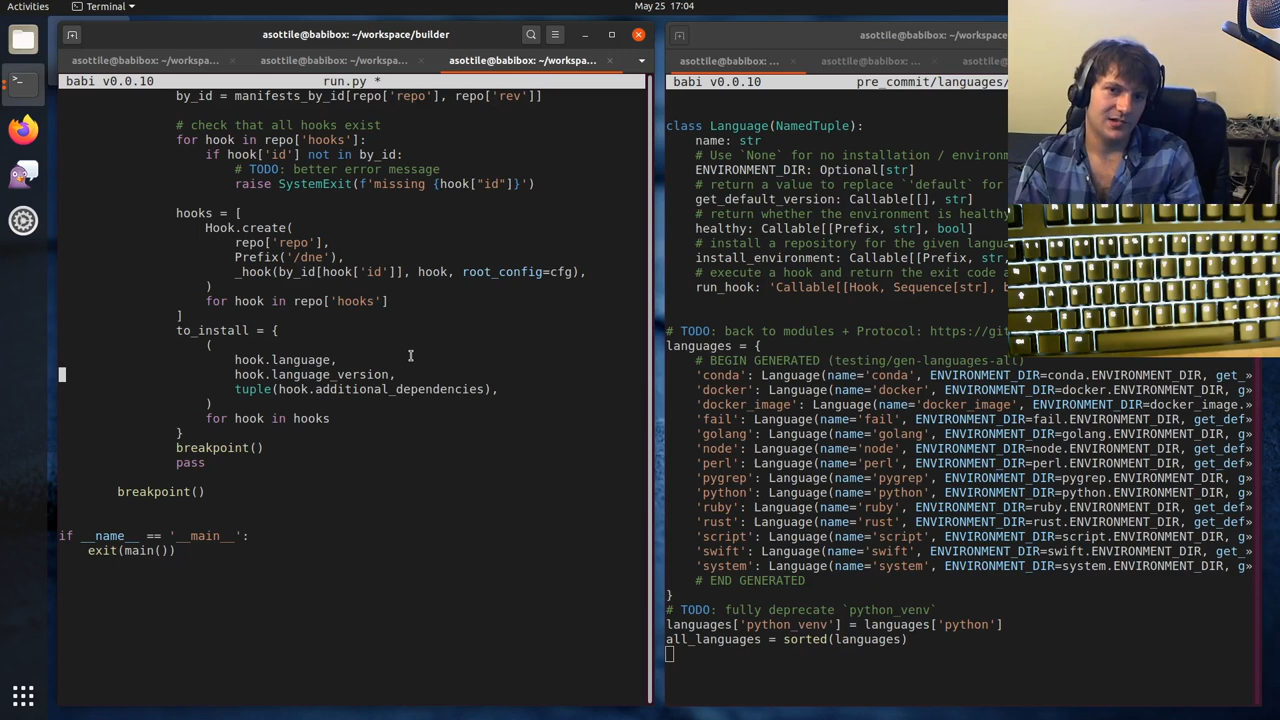 Activities
Terminal
May 25 17:04
asottile@babibox: ~/workspace/builder
asottile@babibox: ~/workspa...
asottile@babibox: ~/workspa...
asottile@babibox: ~/workspa...
babi v0.0.10 run.py *
by_id = manifests_by_id[repo['repo'], repo['rev']]
# check that all hooks exist
for hook in repo['hooks']:
if hook['id'] not in by_id:
# TODO: better error message
raise SystemExit(f'missing {hook["id"]}')
hooks = [
Hook.create(
repo['repo'],
Prefix('/dne'),
_hook(by_id[hook['id']], hook, root_config=cfg),
)
for hook in repo['hooks']
]
to_install = {
(
hook.language,
hook.language_version,
tuple(hook.additional_dependencies),
)
for hook in hooks
}
breakpoint()
pass
breakpoint()
if __name__ == '__main__':
exit(main())
asottile@babibox: ~/workspace/
asottile@babibox: ...
asottile@babibox: ...
asottile@ba
babi v0.0.10 pre_commit/languages/
class Language(NamedTuple):
name: str
# Use `None` for no installation / environm
ENVIRONMENT_DIR: Optional[str]
# return a value to replace `'default` for
get_default_version: Callable[[], str]
# return whether the environment is healthy
healthy: Callable[[Prefix, str], bool]
# install a repository for the given langua
install_environment: Callable[[Prefix, str,
# execute a hook and return the exit code a
run_hook: 'Callable[[Hook, Sequence[str], b
# TODO: back to modules + Protocol: https://git
languages = {
# BEGIN GENERATED (testing/gen-languages-all)
'conda': Language(name='conda', ENVIRONMENT_DIR=conda.ENVIRONMENT_DIR, get_»
'docker': Language(name='docker', ENVIRONMENT_DIR=docker.ENVIRONMENT_DIR, g»
'docker_image': Language(name='docker_image', ENVIRONMENT_DIR=docker_image.»
'fail': Language(name='fail', ENVIRONMENT_DIR=fail.ENVIRONMENT_DIR, get_def»
'golang': Language(name='golang', ENVIRONMENT_DIR=golang.ENVIRONMENT_DIR, g»
'node': Language(name='node', ENVIRONMENT_DIR=node.ENVIRONMENT_DIR, get_def»
'perl': Language(name='perl', ENVIRONMENT_DIR=perl.ENVIRONMENT_DIR, get_def»
'pygrep': Language(name='pygrep', ENVIRONMENT_DIR=pygrep.ENVIRONMENT_DIR, g»
'python': Language(name='python', ENVIRONMENT_DIR=python.ENVIRONMENT_DIR, g»
'ruby': Language(name='ruby', ENVIRONMENT_DIR=ruby.ENVIRONMENT_DIR, get_def»
'rust': Language(name='rust', ENVIRONMENT_DIR=rust.ENVIRONMENT_DIR, get_def»
'script': Language(name='script', ENVIRONMENT_DIR=script.ENVIRONMENT_DIR, g»
'swift': Language(name='swift', ENVIRONMENT_DIR=swift.ENVIRONMENT_DIR, get_»
'system': Language(name='system', ENVIRONMENT_DIR=system.ENVIRONMENT_DIR, g»
# END GENERATED
}
# TODO: fully deprecate `python_venv`
languages['python_venv'] = languages['python']
all_languages = sorted(languages)